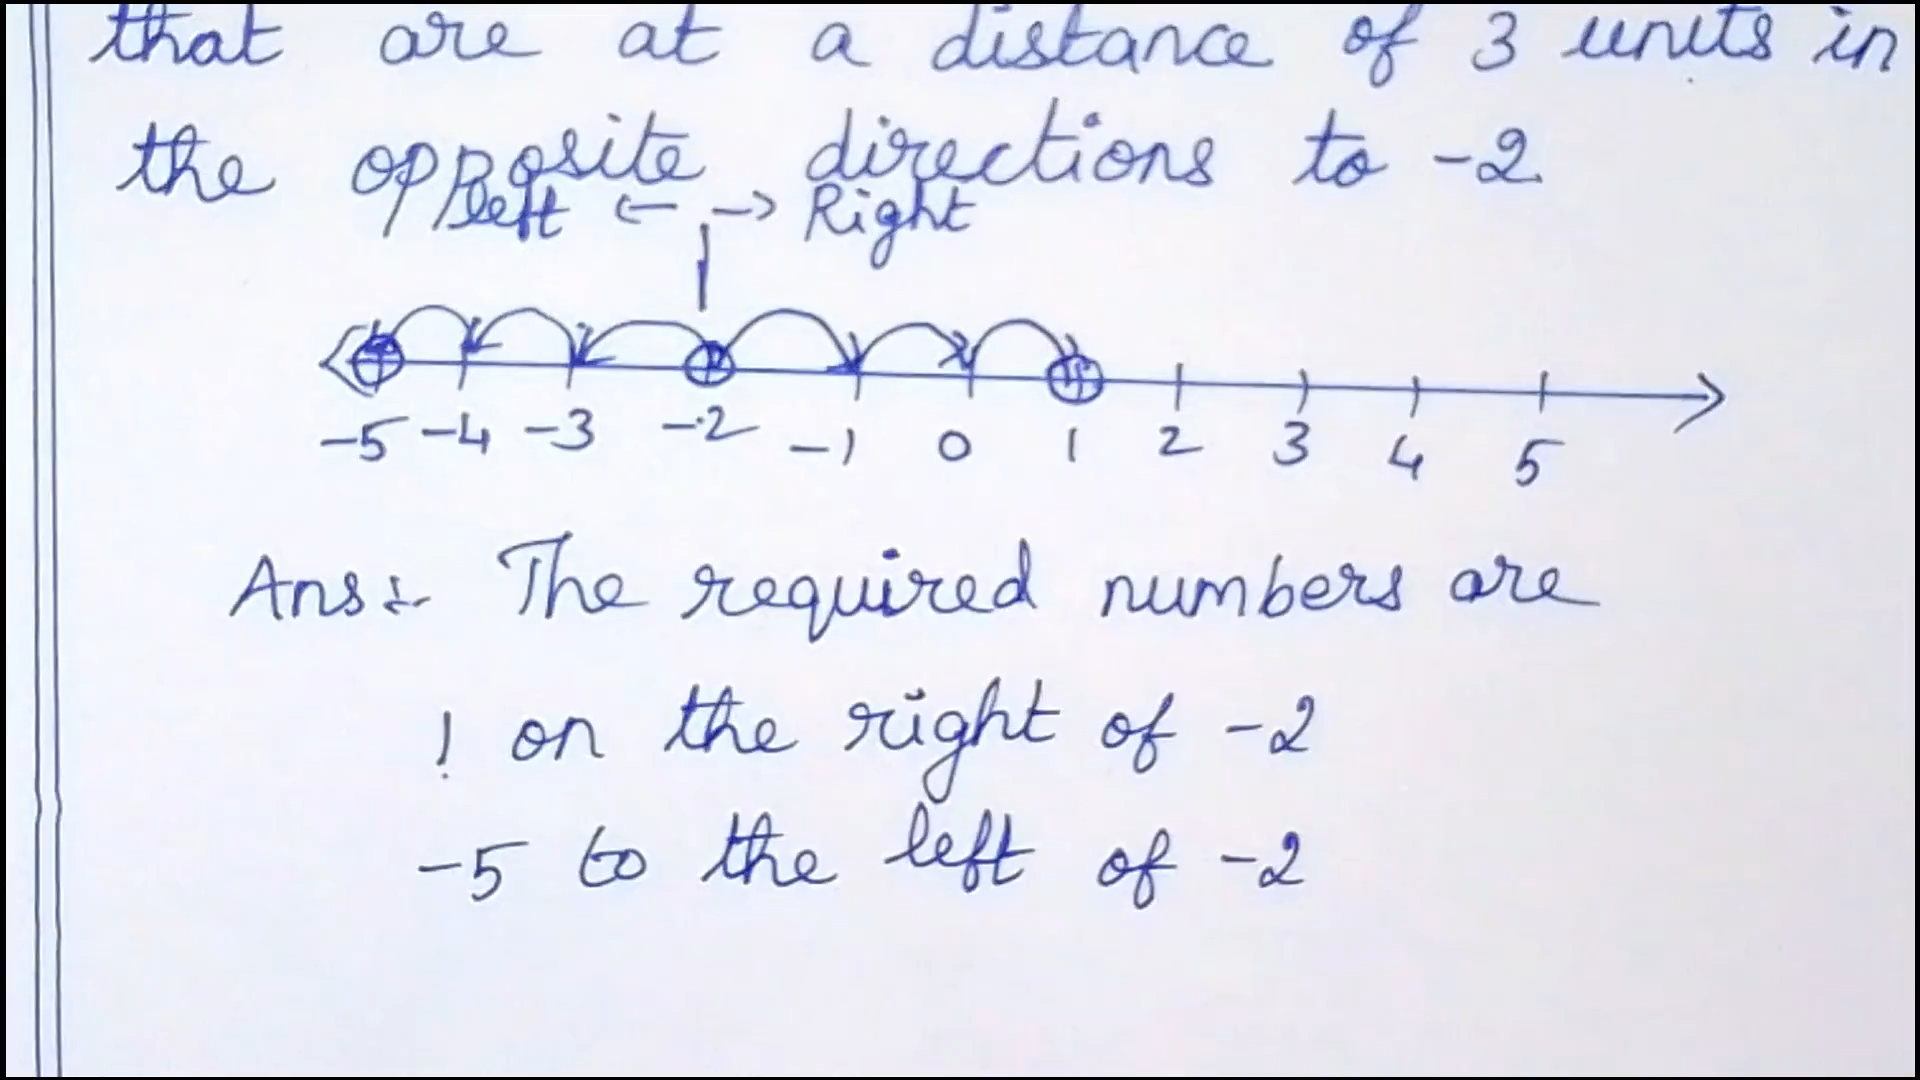 that are at a distance of 3 units in
the opposite directions to -2
left ← → Right
-5 -4 -3 -2 -1 0 1 2 3 4 5
Ans:- The required numbers are
1 on the right of -2
-5 to the left of -2